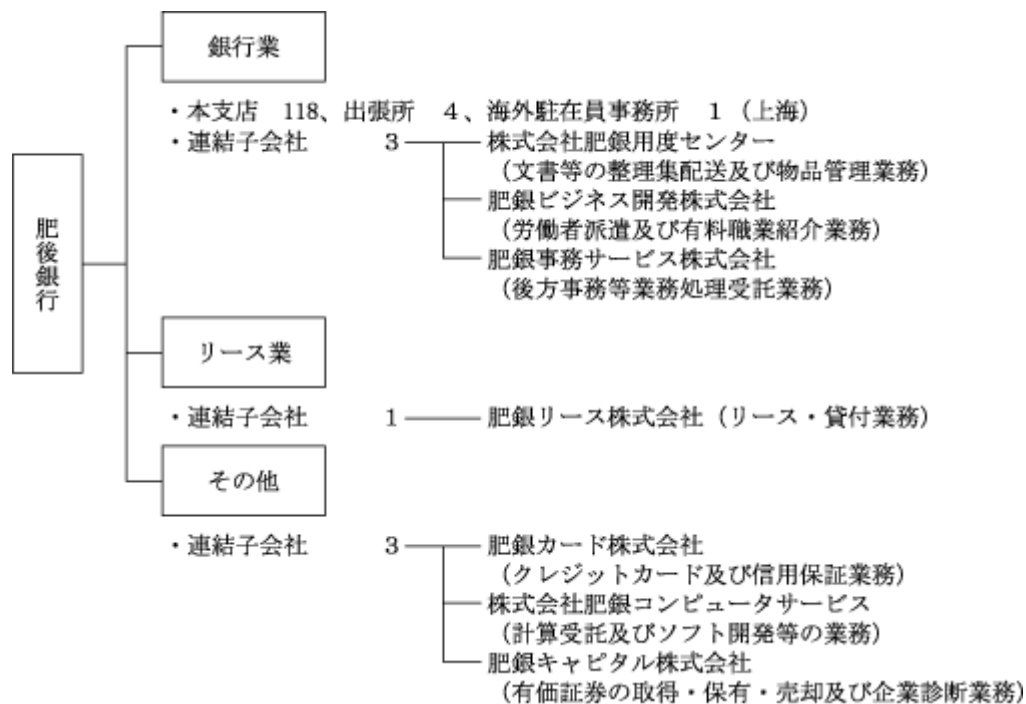 肥後銀行
銀行業
・本支店 118、出張所 4、海外駐在員事務所 1（上海）
・連結子会社 3 株式会社肥銀用度センター
（文書等の整理集配送及び物品管理業務）
肥銀ビジネス開発株式会社
（労働者派遣及び有料職業紹介業務）
肥銀事務サービス株式会社
（後方事務等業務処理受託業務）
リース業
・連結子会社 1 肥銀リース株式会社（リース・貸付業務）
その他
・連結子会社 3 肥銀カード株式会社
（クレジットカード及び信用保証業務）
株式会社肥銀コンピュータサービス
（計算受託及びソフト開発等の業務）
肥銀キャピタル株式会社
（有価証券の取得・保有・売却及び企業診断業務）